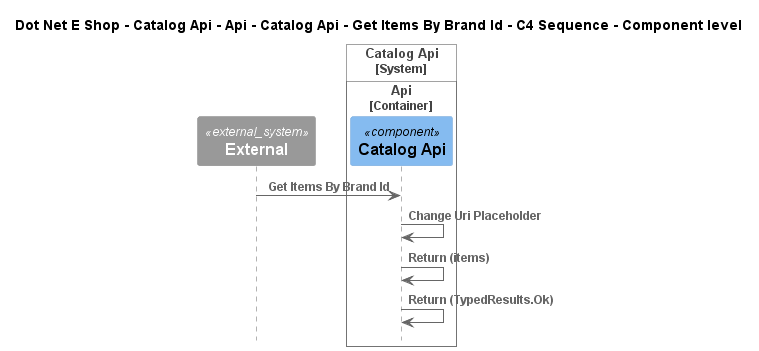 Dot Net E Shop - Catalog Api - Api - Catalog Api - Get Items By Brand Id - C4 Sequence - Component level
Catalog Api
[System]
Api
[Container]
«external_system»
External
«component»
Catalog Api
Get Items By Brand Id
Change Uri Placeholder
Return (items)
Return (TypedResults.Ok)